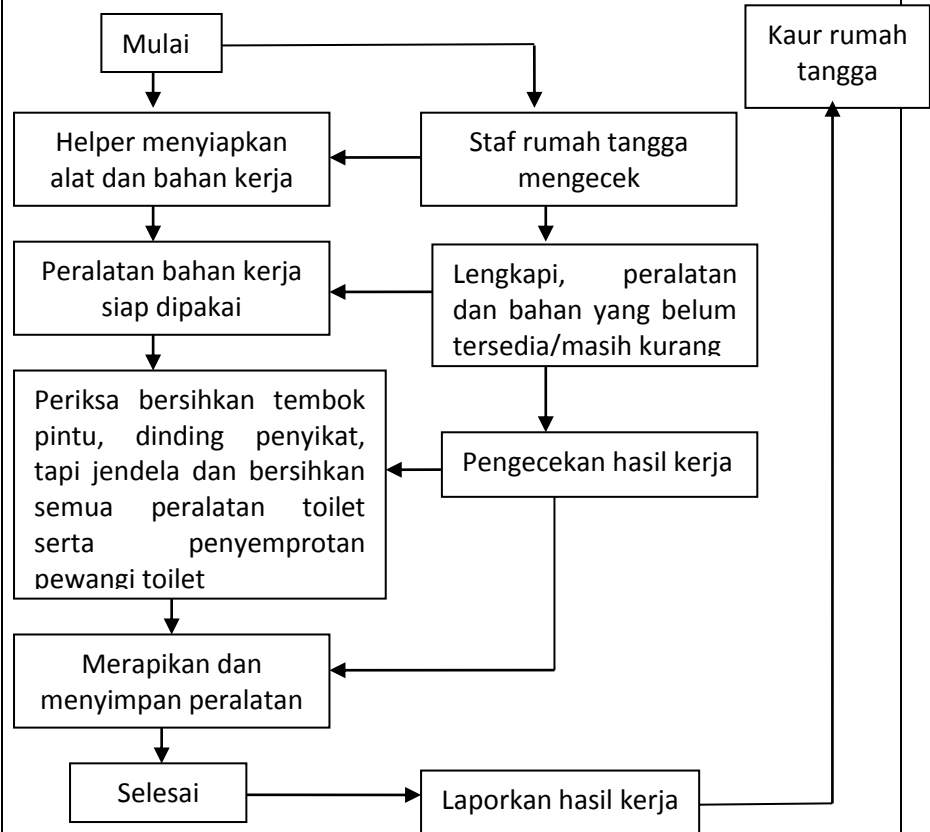 Mulai
Kaur rumah
tangga
Helper menyiapkan
alat dan bahan kerja
Staf rumah tangga
mengecek
Peralatan bahan kerja
siap dipakai
Lengkapi, peralatan
dan bahan yang belum
tersedia/masih kurang
Periksa bersihkan tembok
pintu, dinding penyikat,
tapi jendela dan bersihkan
semua peralatan toilet
serta penyemprotan
pewangi toilet
Pengecekan hasil kerja
Merapikan dan
menyimpan peralatan
Selesai
Laporkan hasil kerja